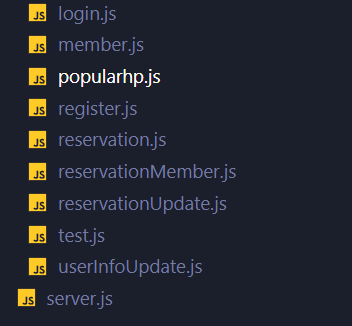 JS login.js
JS member.js
JS popularhp.js
JS register.js
JS reservation.js
JS reservationMember.js
JS reservationUpdate.js
JS test.js
JS userInfoUpdate.js
JS server.js